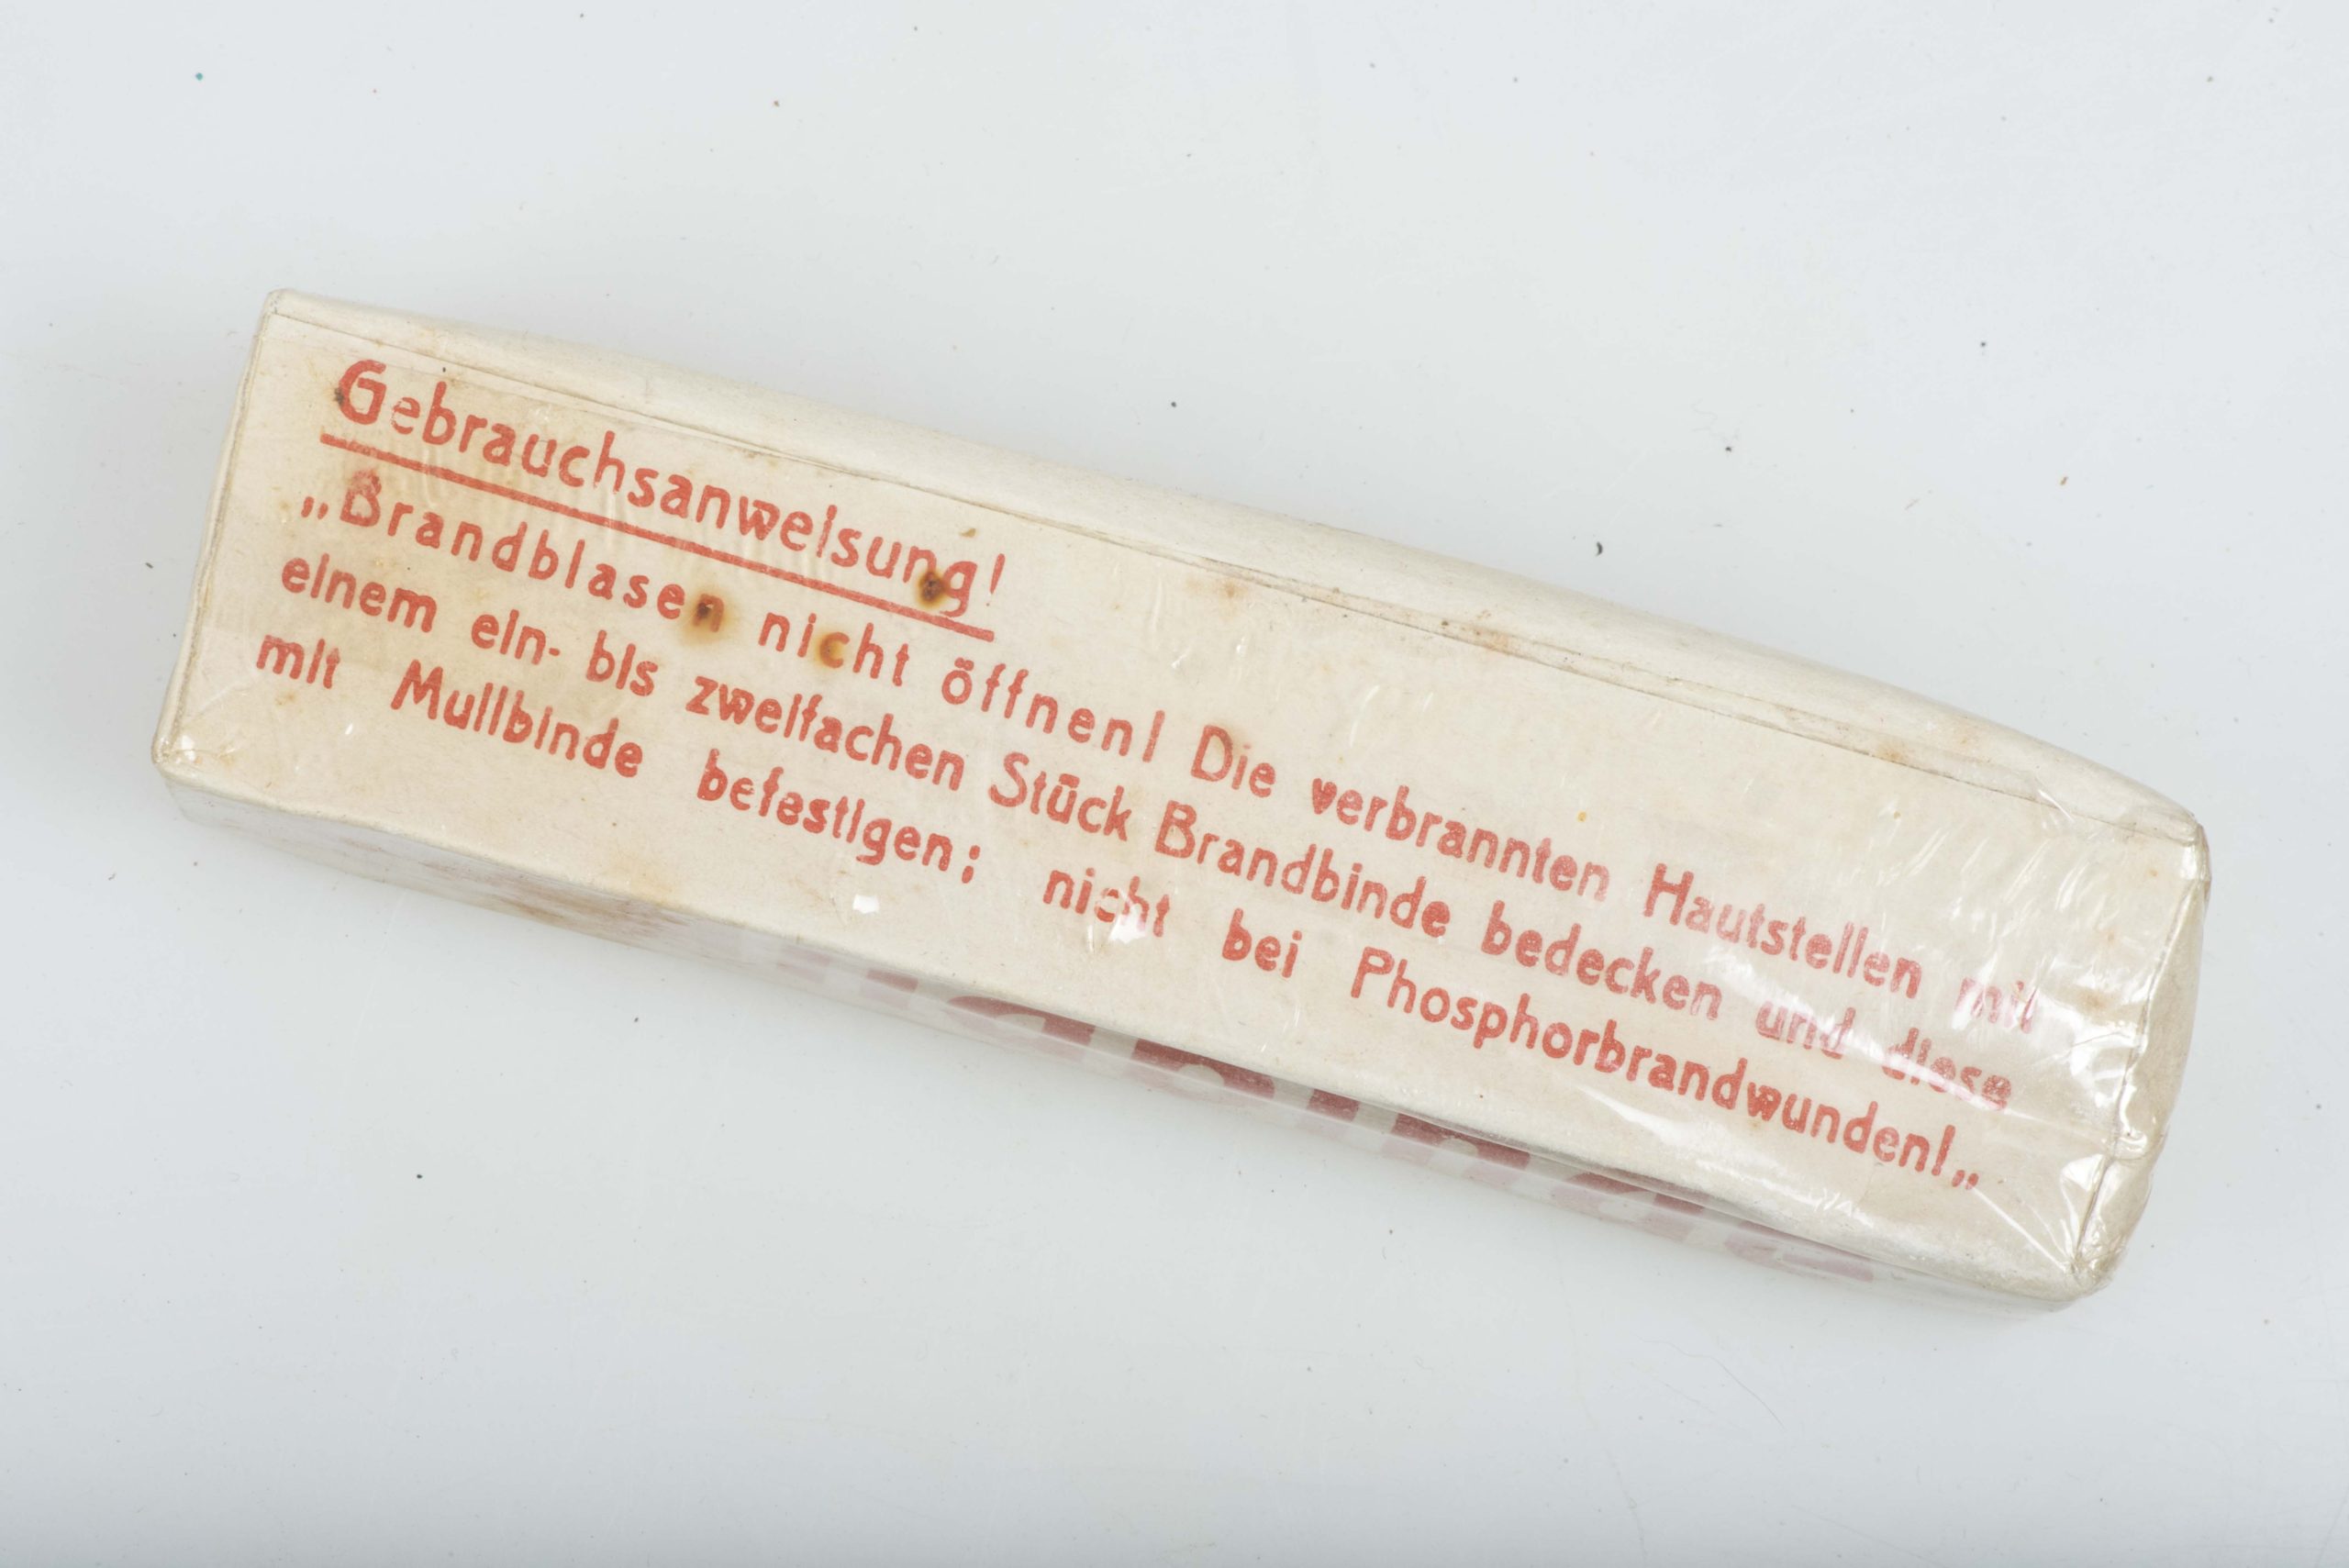 Gebrauchsanweisung!
„Brandblasen nicht öffnen! Die verbrannten Hautstellen mit
einem ein- bis zweifachen Stück Brandbinde bedecken und diese
mit Mullbinde befestigen; nicht bei Phosphorbrandwunden!„